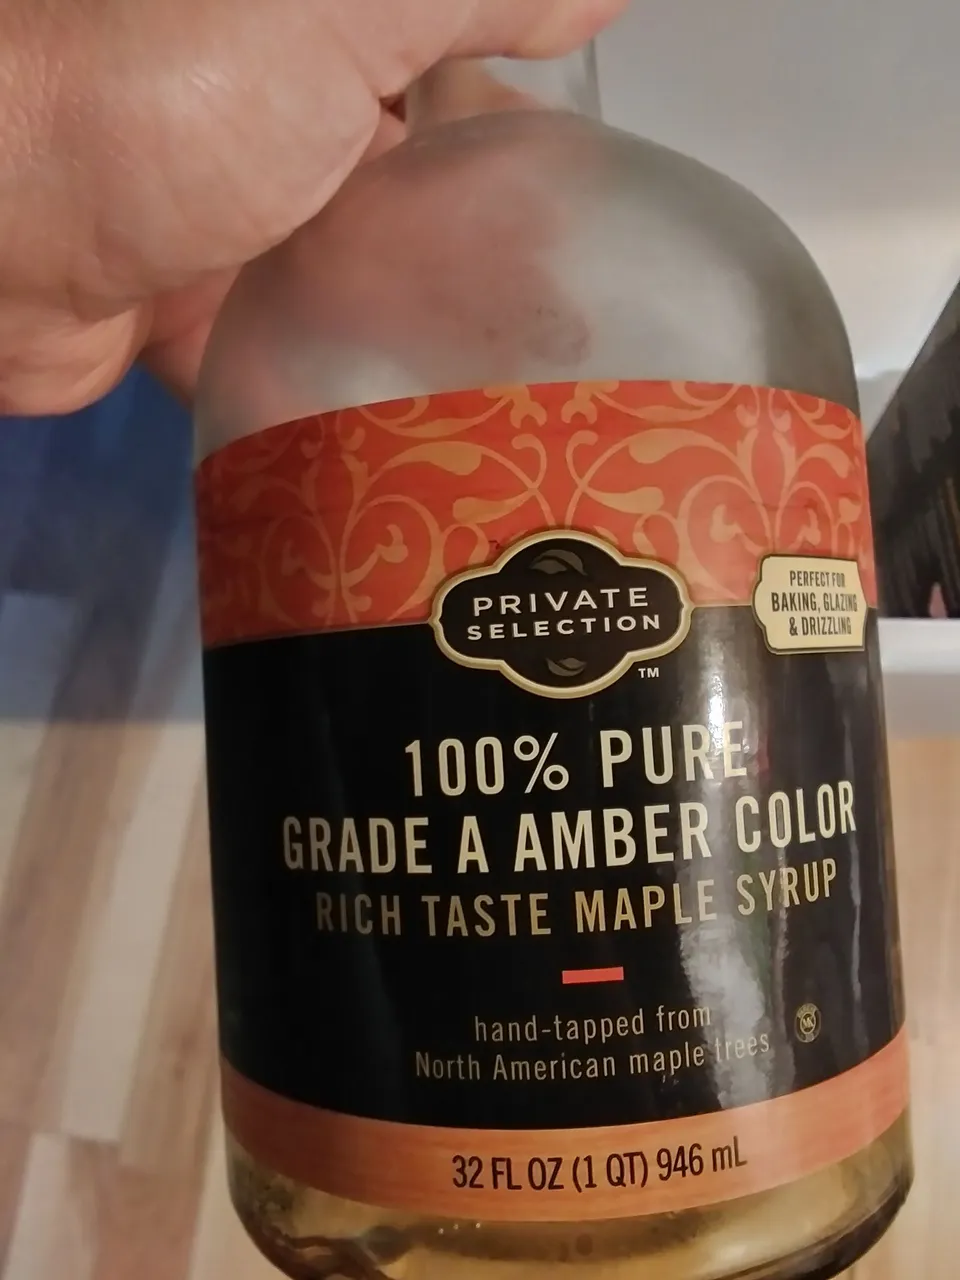 PRIVATE
SELECTION
™
PERFECT FOR
BAKING, GLAZING
& DRIZZLING
100% PURE
GRADE A AMBER COLOR
RICH TASTE MAPLE SYRUP
hand-tapped from
North American maple trees
32 FL OZ (1 QT) 946 mL